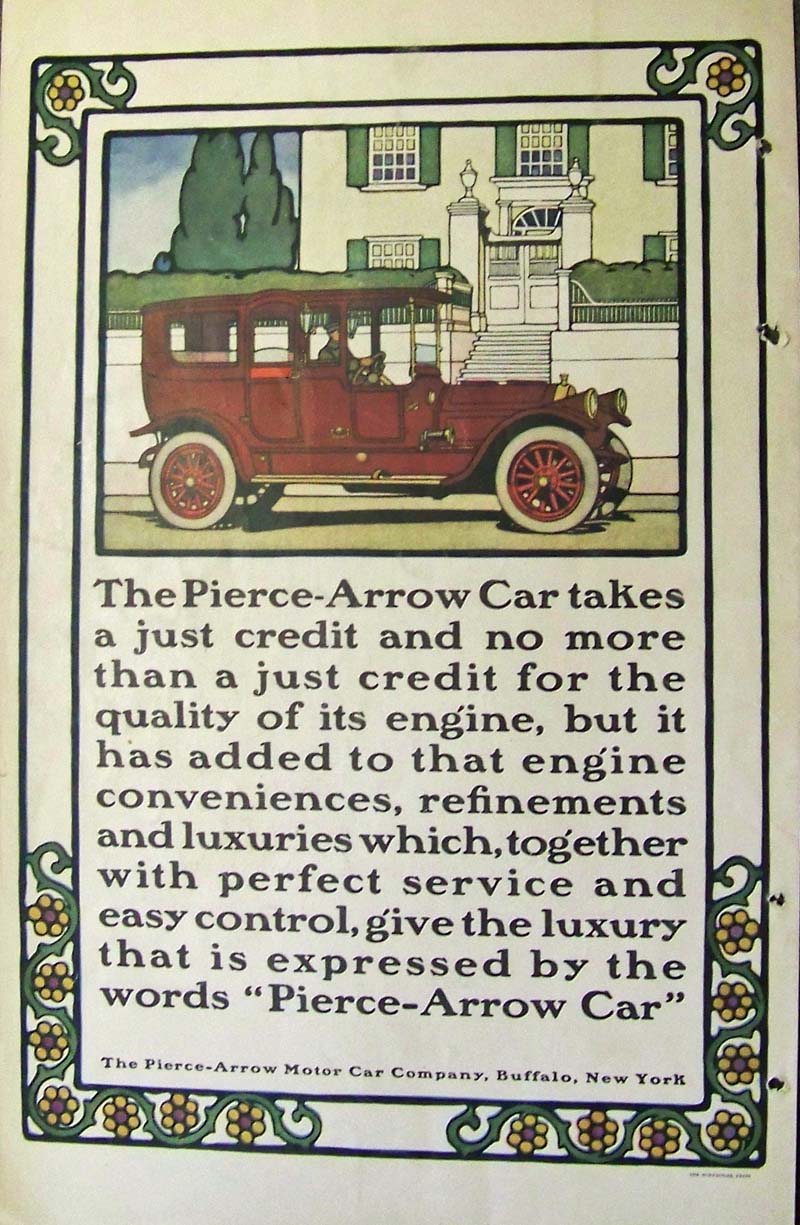 The Pierce-Arrow Car takes
a just credit and no more
than a just credit for the
quality of its engine, but it
has added to that engine
conveniences, refinements
and luxuries which, together
with perfect service and
easy control, give the luxury
that is expressed by the
words “Pierce-Arrow Car”
The Pierce-Arrow Motor Car Company, Buffalo, New York